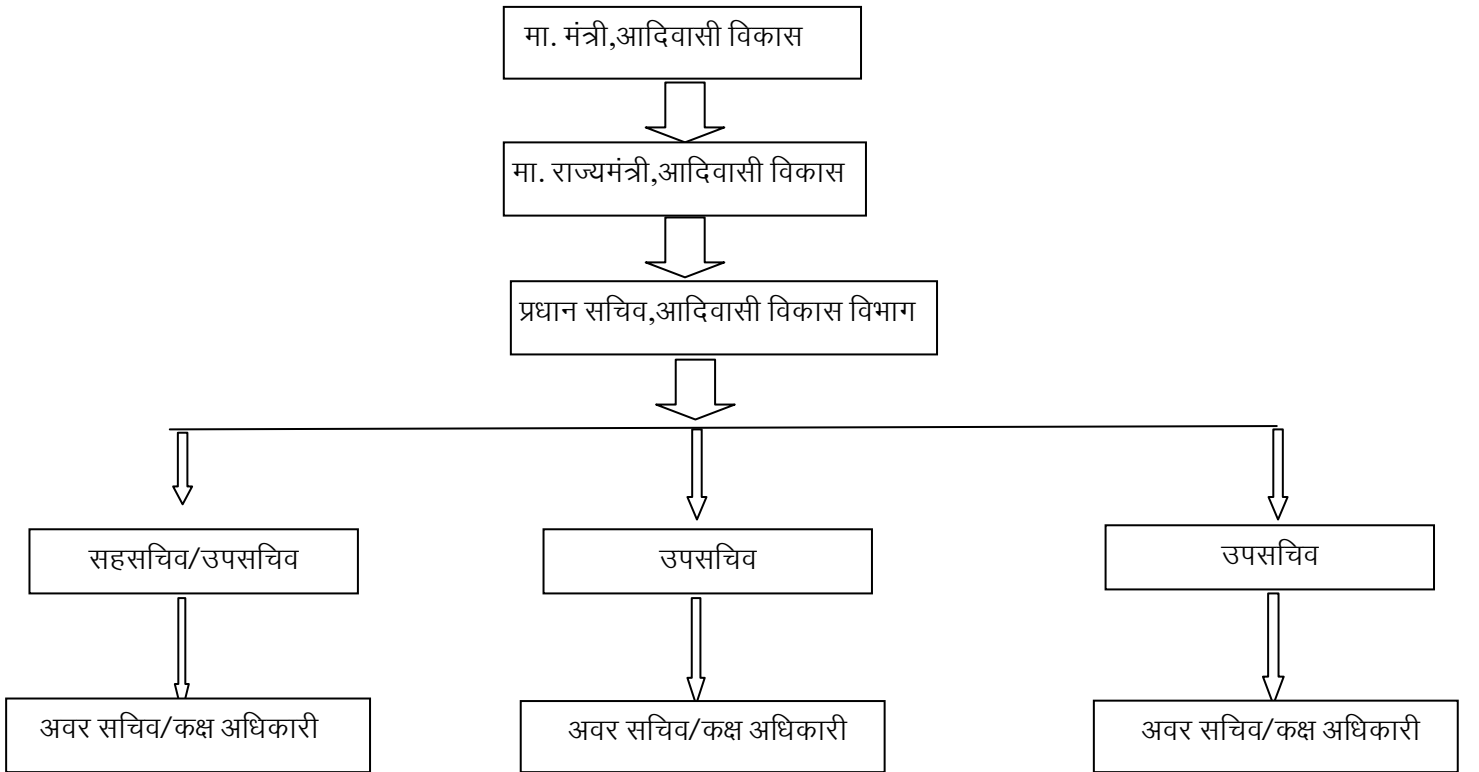 मा. मंत्री,आदिवासी विकास
मा. राज्यमंत्री,आदिवासी विकास
प्रधान सचिव,आदिवासी विकास विभाग
सहसचिव/उपसचिव
उपसचिव
उपसचिव
अवर सचिव/कक्ष अधिकारी
अवर सचिव/कक्ष अधिकारी
अवर सचिव/कक्ष अधिकारी